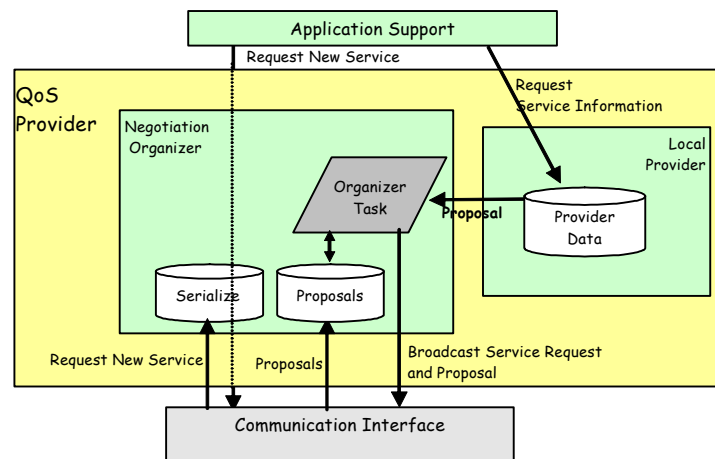 Application Support
Request New Service
QoS
Provider
Request
Service Information
Negotiation
Organizer
Local
Provider
Organizer
Task
Proposal
Provider
Data
Serialize
Proposals
Request New Service
Proposals
Broadcast Service Request
and Proposal
Communication Interface